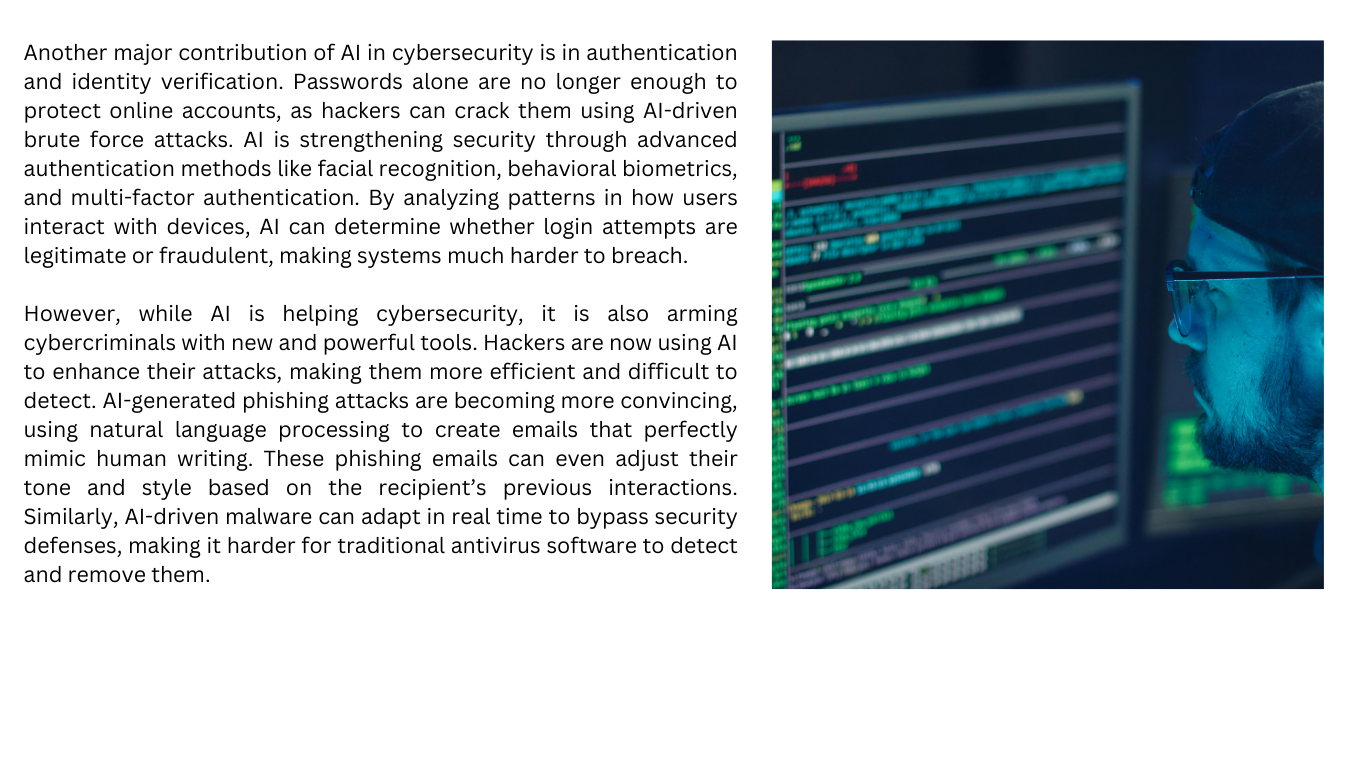 Another major contribution of AI in cybersecurity is in authentication
and identity verification. Passwords alone are no longer enough to
protect online accounts, as hackers can crack them using AI-driven
brute force attacks. AI is strengthening security through advanced
authentication methods like facial recognition, behavioral biometrics,
and multi-factor authentication. By analyzing patterns in how users
interact with devices, AI can determine whether login attempts are
legitimate or fraudulent, making systems much harder to breach.
However, while AI is helping cybersecurity, it is also arming
cybercriminals with new and powerful tools. Hackers are now using AI
to enhance their attacks, making them more efficient and difficult to
detect. AI-generated phishing attacks are becoming more convincing,
using natural language processing to create emails that perfectly
mimic human writing. These phishing emails can even adjust their
tone and style based on the recipient’s previous interactions.
Similarly, AI-driven malware can adapt in real time to bypass security
defenses, making it harder for traditional antivirus software to detect
and remove them.